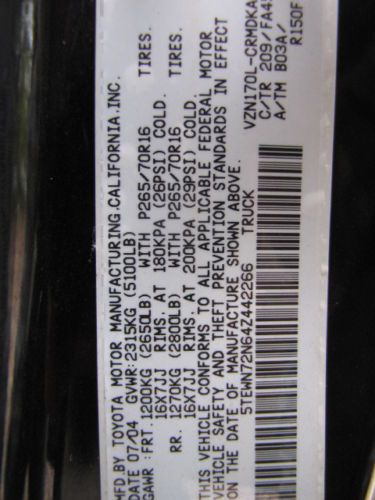 MFD.BY TOYOTA MOTOR MANUFACTURING.CALIFORNIA.INC.
DATE 07/04 GVWR:2315KG (5100LB)
GAWR :FRT.1200KG (2650LB) WITH P265/70R16 TIRES.
16X7JJ RIMS.AT 180KPA (26PSI) COLD.
RR. 1270KG (2800LB) WITH P265/70R16 TIRES.
16X7JJ RIMS.AT 200KPA (29PSI) COLD.
THIS VEHICLE CONFORMS TO ALL APPLICABLE FEDERAL MOTOR
VEHICLE SAFETY AND THEFT PREVENTION STANDARDS IN EFFECT
ON THE DATE OF MANUFACTURE SHOWN ABOVE.
5TEWN72N64Z442266 TRUCK
VZN170L-CRMDKA
C/TR 209/FA4
A/TM B03A/
R150F